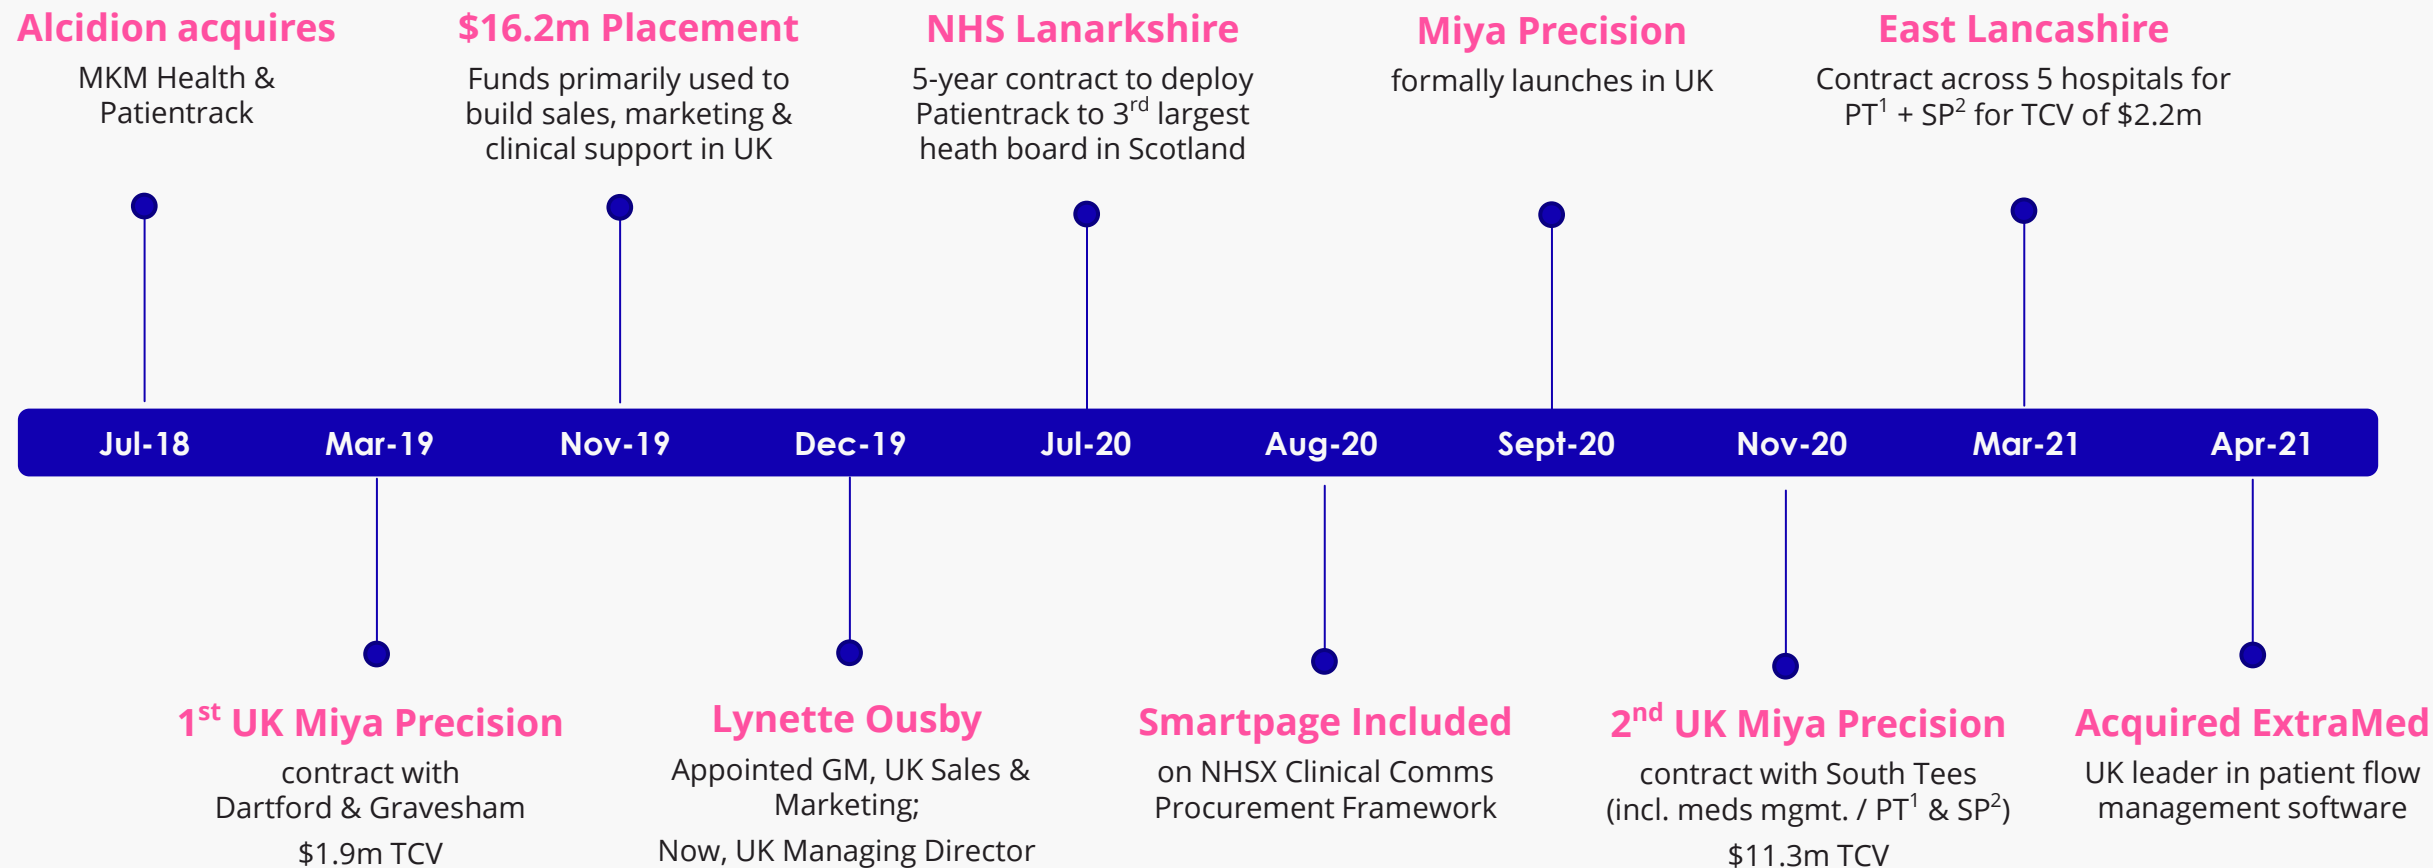 Alcidion acquires
MKM Health &
Patientrack
$16.2m Placement
Funds primarily used to
build sales, marketing &
clinical support in UK
NHS Lanarkshire
5-year contract to deploy
Patientrack to 3rd largest
heath board in Scotland
Miya Precision
formally launches in UK
East Lancashire
Contract across 5 hospitals for
PT1 + SP2 for TCV of $2.2m
Jul-18
Mar-19
Nov-19
Dec-19
Jul-20
Aug-20
Sept-20
Nov-20
Mar-21
Apr-21
1st UK Miya Precision
contract with
Dartford & Gravesham
$1.9m TCV
Lynette Ousby
Appointed GM, UK Sales &
Marketing;
Now, UK Managing Director
Smartpage Included
on NHSX Clinical Comms
Procurement Framework
2nd UK Miya Precision
contract with South Tees
(incl. meds mgmt. / PT1 & SP2)
$11.3m TCV
Acquired ExtraMed
UK leader in patient flow
management software